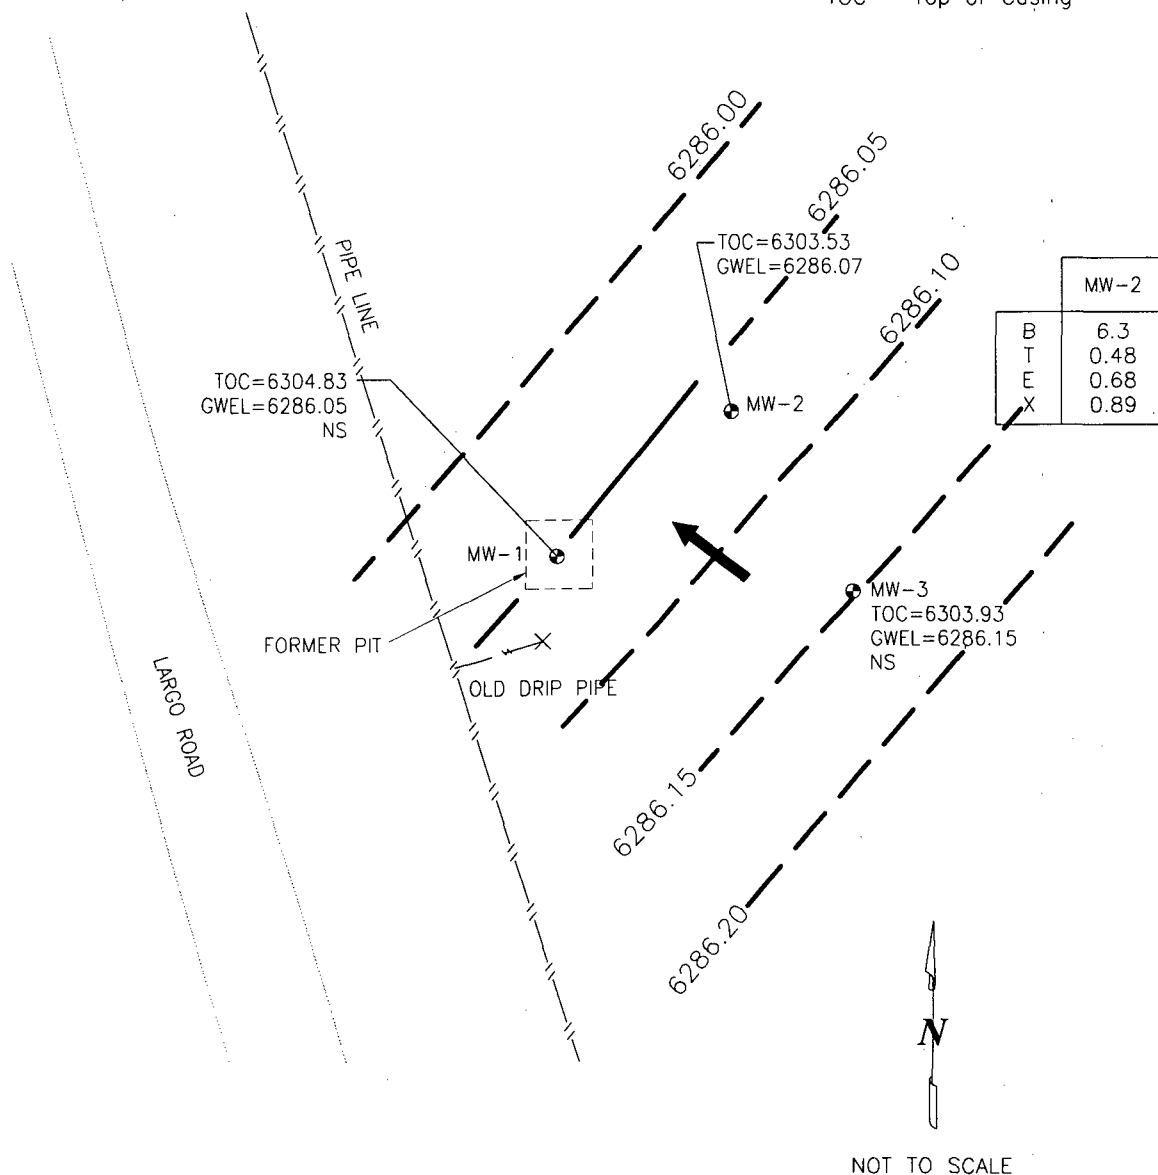 TOC Top of Casing
6286.00
6286.05
TOC=6303.53
GWEL=6286.07
PIPE LINE
6286.10
MW-2
B 6.3
T 0.48
E 0.68
X 0.89
TOC=6304.83
GWEL=6286.05
NS
MW-2
MW-1
MW-3
TOC=6303.93
GWEL=6286.15
NS
FORMER PIT
OLD DRIP PIPE
LARGO ROAD
6286.15
6286.20
N
NOT TO SCALE